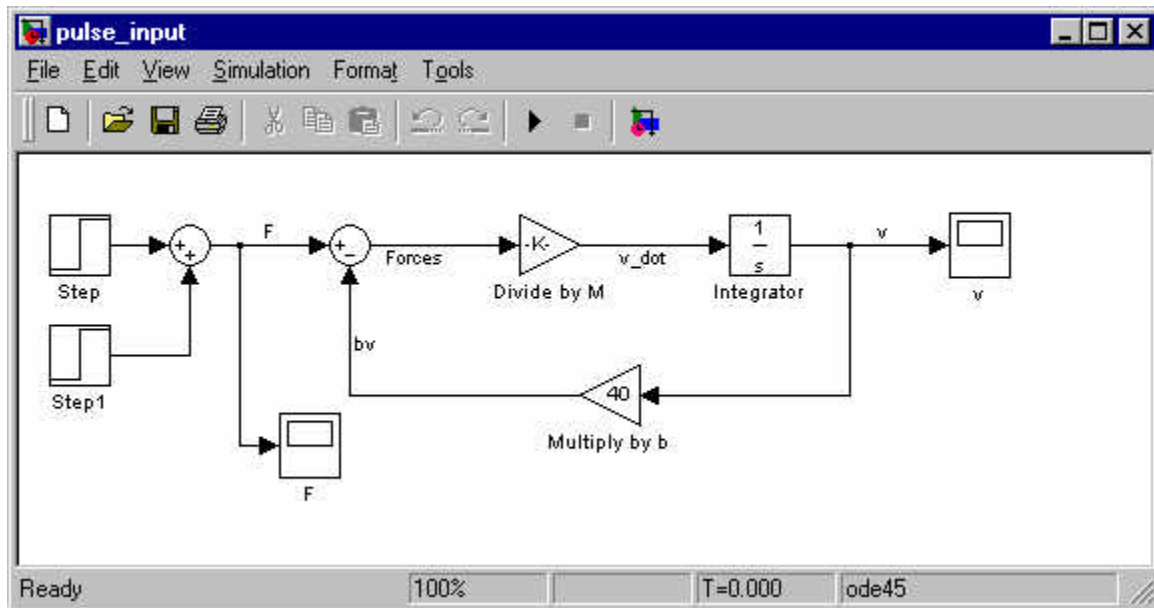 pulse_input
File Edit View Simulation Format Tools
Step
Step1
+
+
F
F
+
−
Forces
-K-
Divide by M
v_dot
1
s
Integrator
v
v
bv
40
Multiply by b
Ready 100% T=0.000 ode45